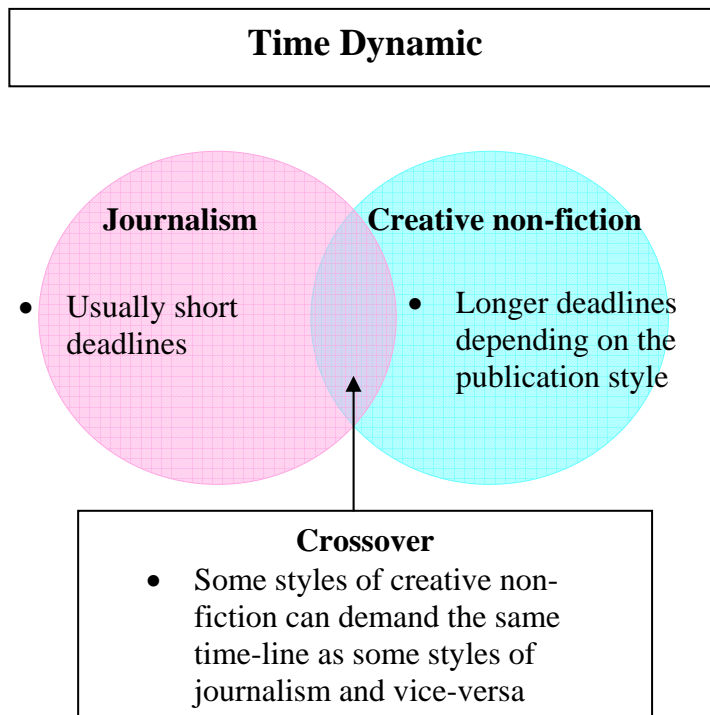 Time Dynamic
Journalism
• Usually short
deadlines
Creative non-fiction
• Longer deadlines
depending on the
publication style
Crossover
• Some styles of creative non-
fiction can demand the same
time-line as some styles of
journalism and vice-versa